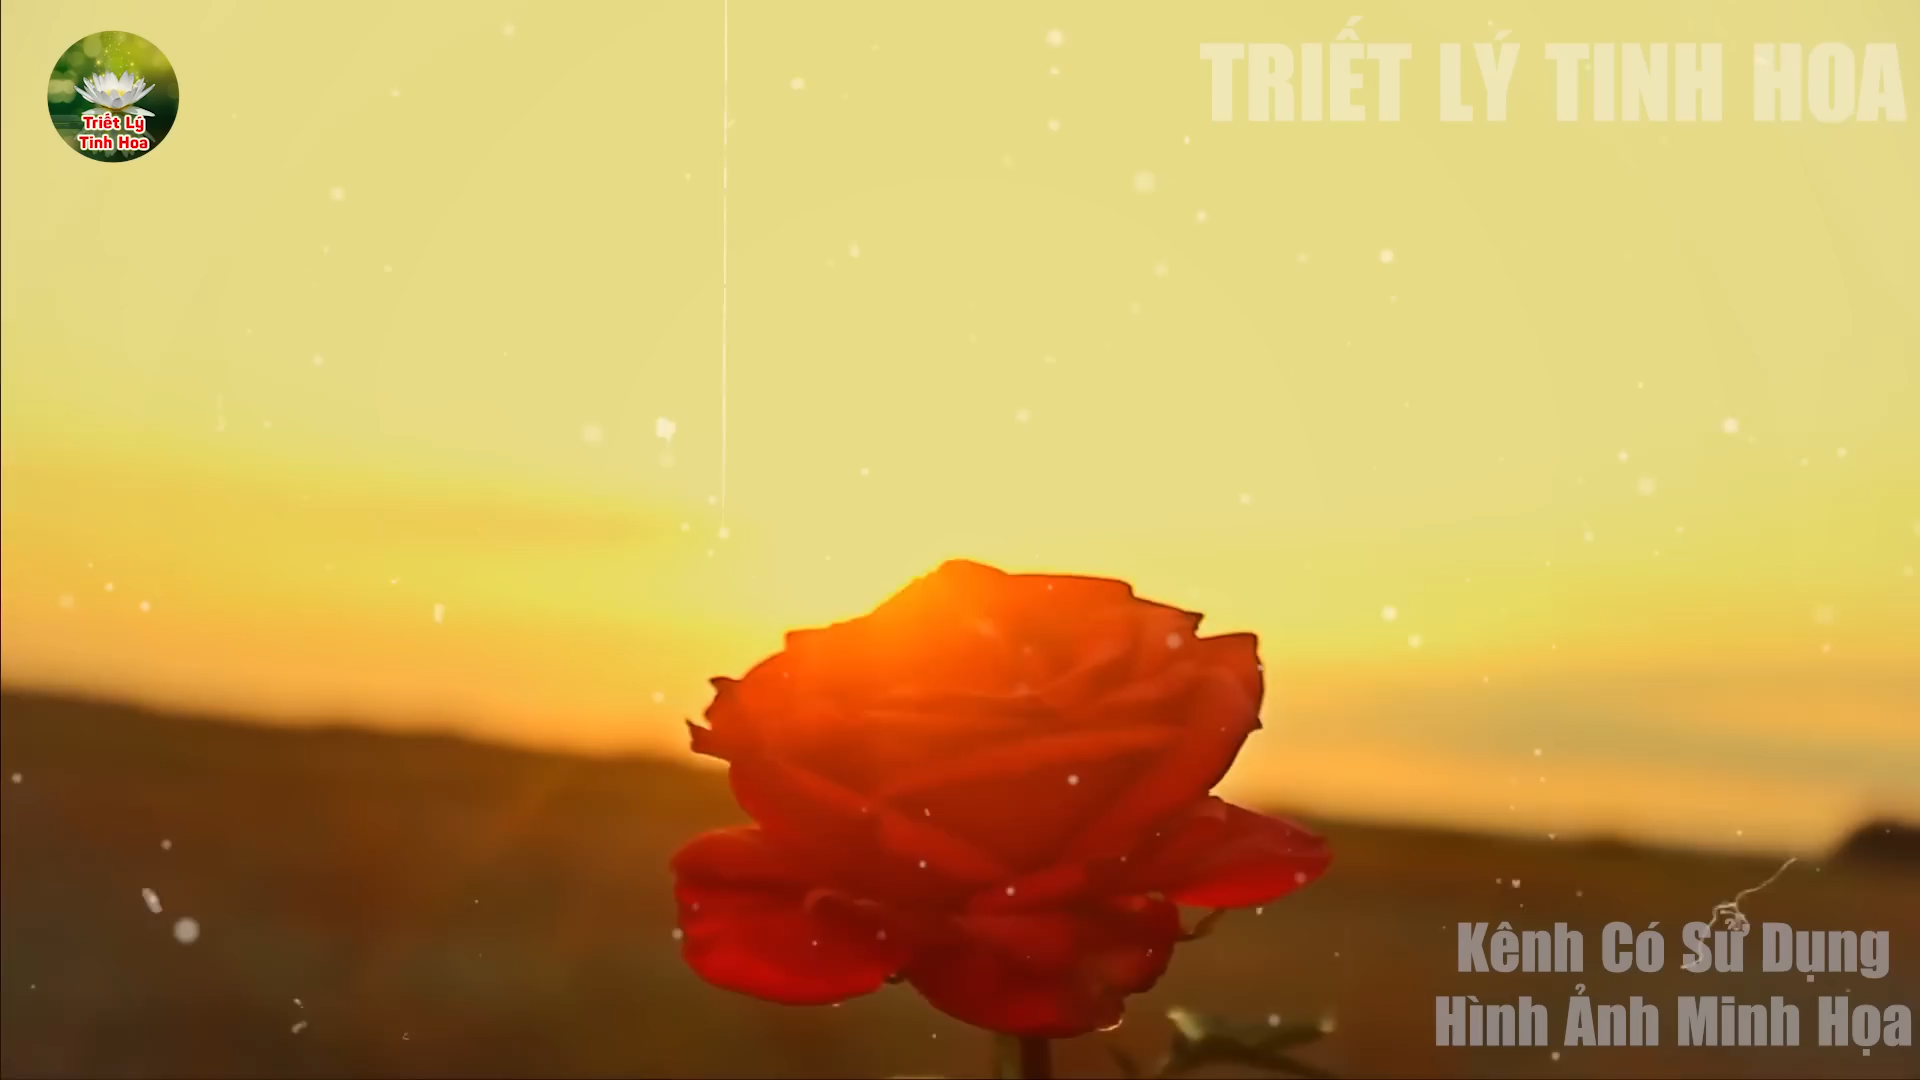 Triết Lý
Tinh Hoa
TRIẾT LÝ TINH HOA
Kênh Có Sử Dụng
Hình Ảnh Minh Họa